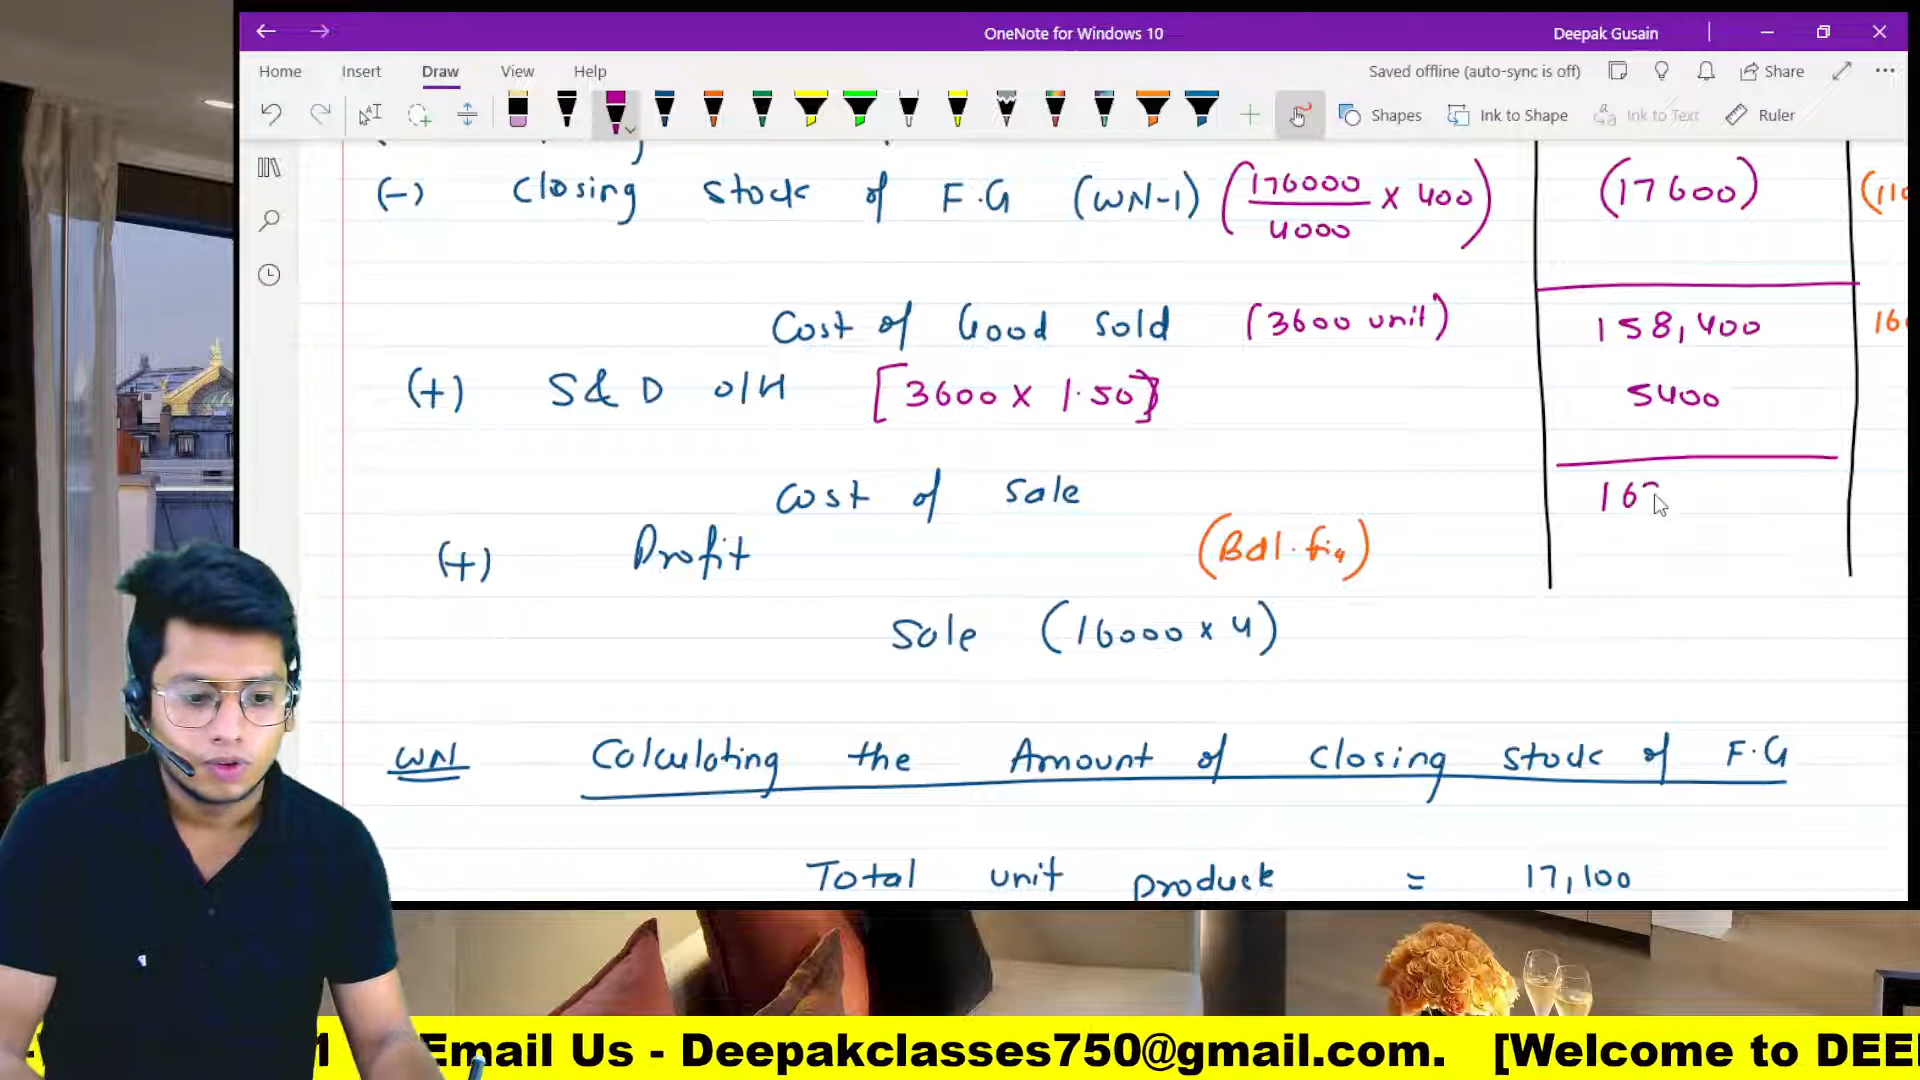 OneNote for Windows 10
Deepak Gusain
Home Insert Draw View Help
Saved offline (auto-sync is off)
Share
Shapes
Ink to Shape
Ink to Text
Ruler
(-) Closing stock of F.G (WN-1) (176000/4000 × 400)
(17600)
Cost of Good Sold (3600 unit)
158,400
(+) S&D o/H [3600 × 1.50]
5400
Cost of Sale
(+) Profit (Bal.fig)
Sale (16000 × 4)
WN Calculating the Amount of Closing Stock of F.G
Total unit produck = 17,100
Email Us - Deepakclasses750@gmail.com. [Welcome to DEE